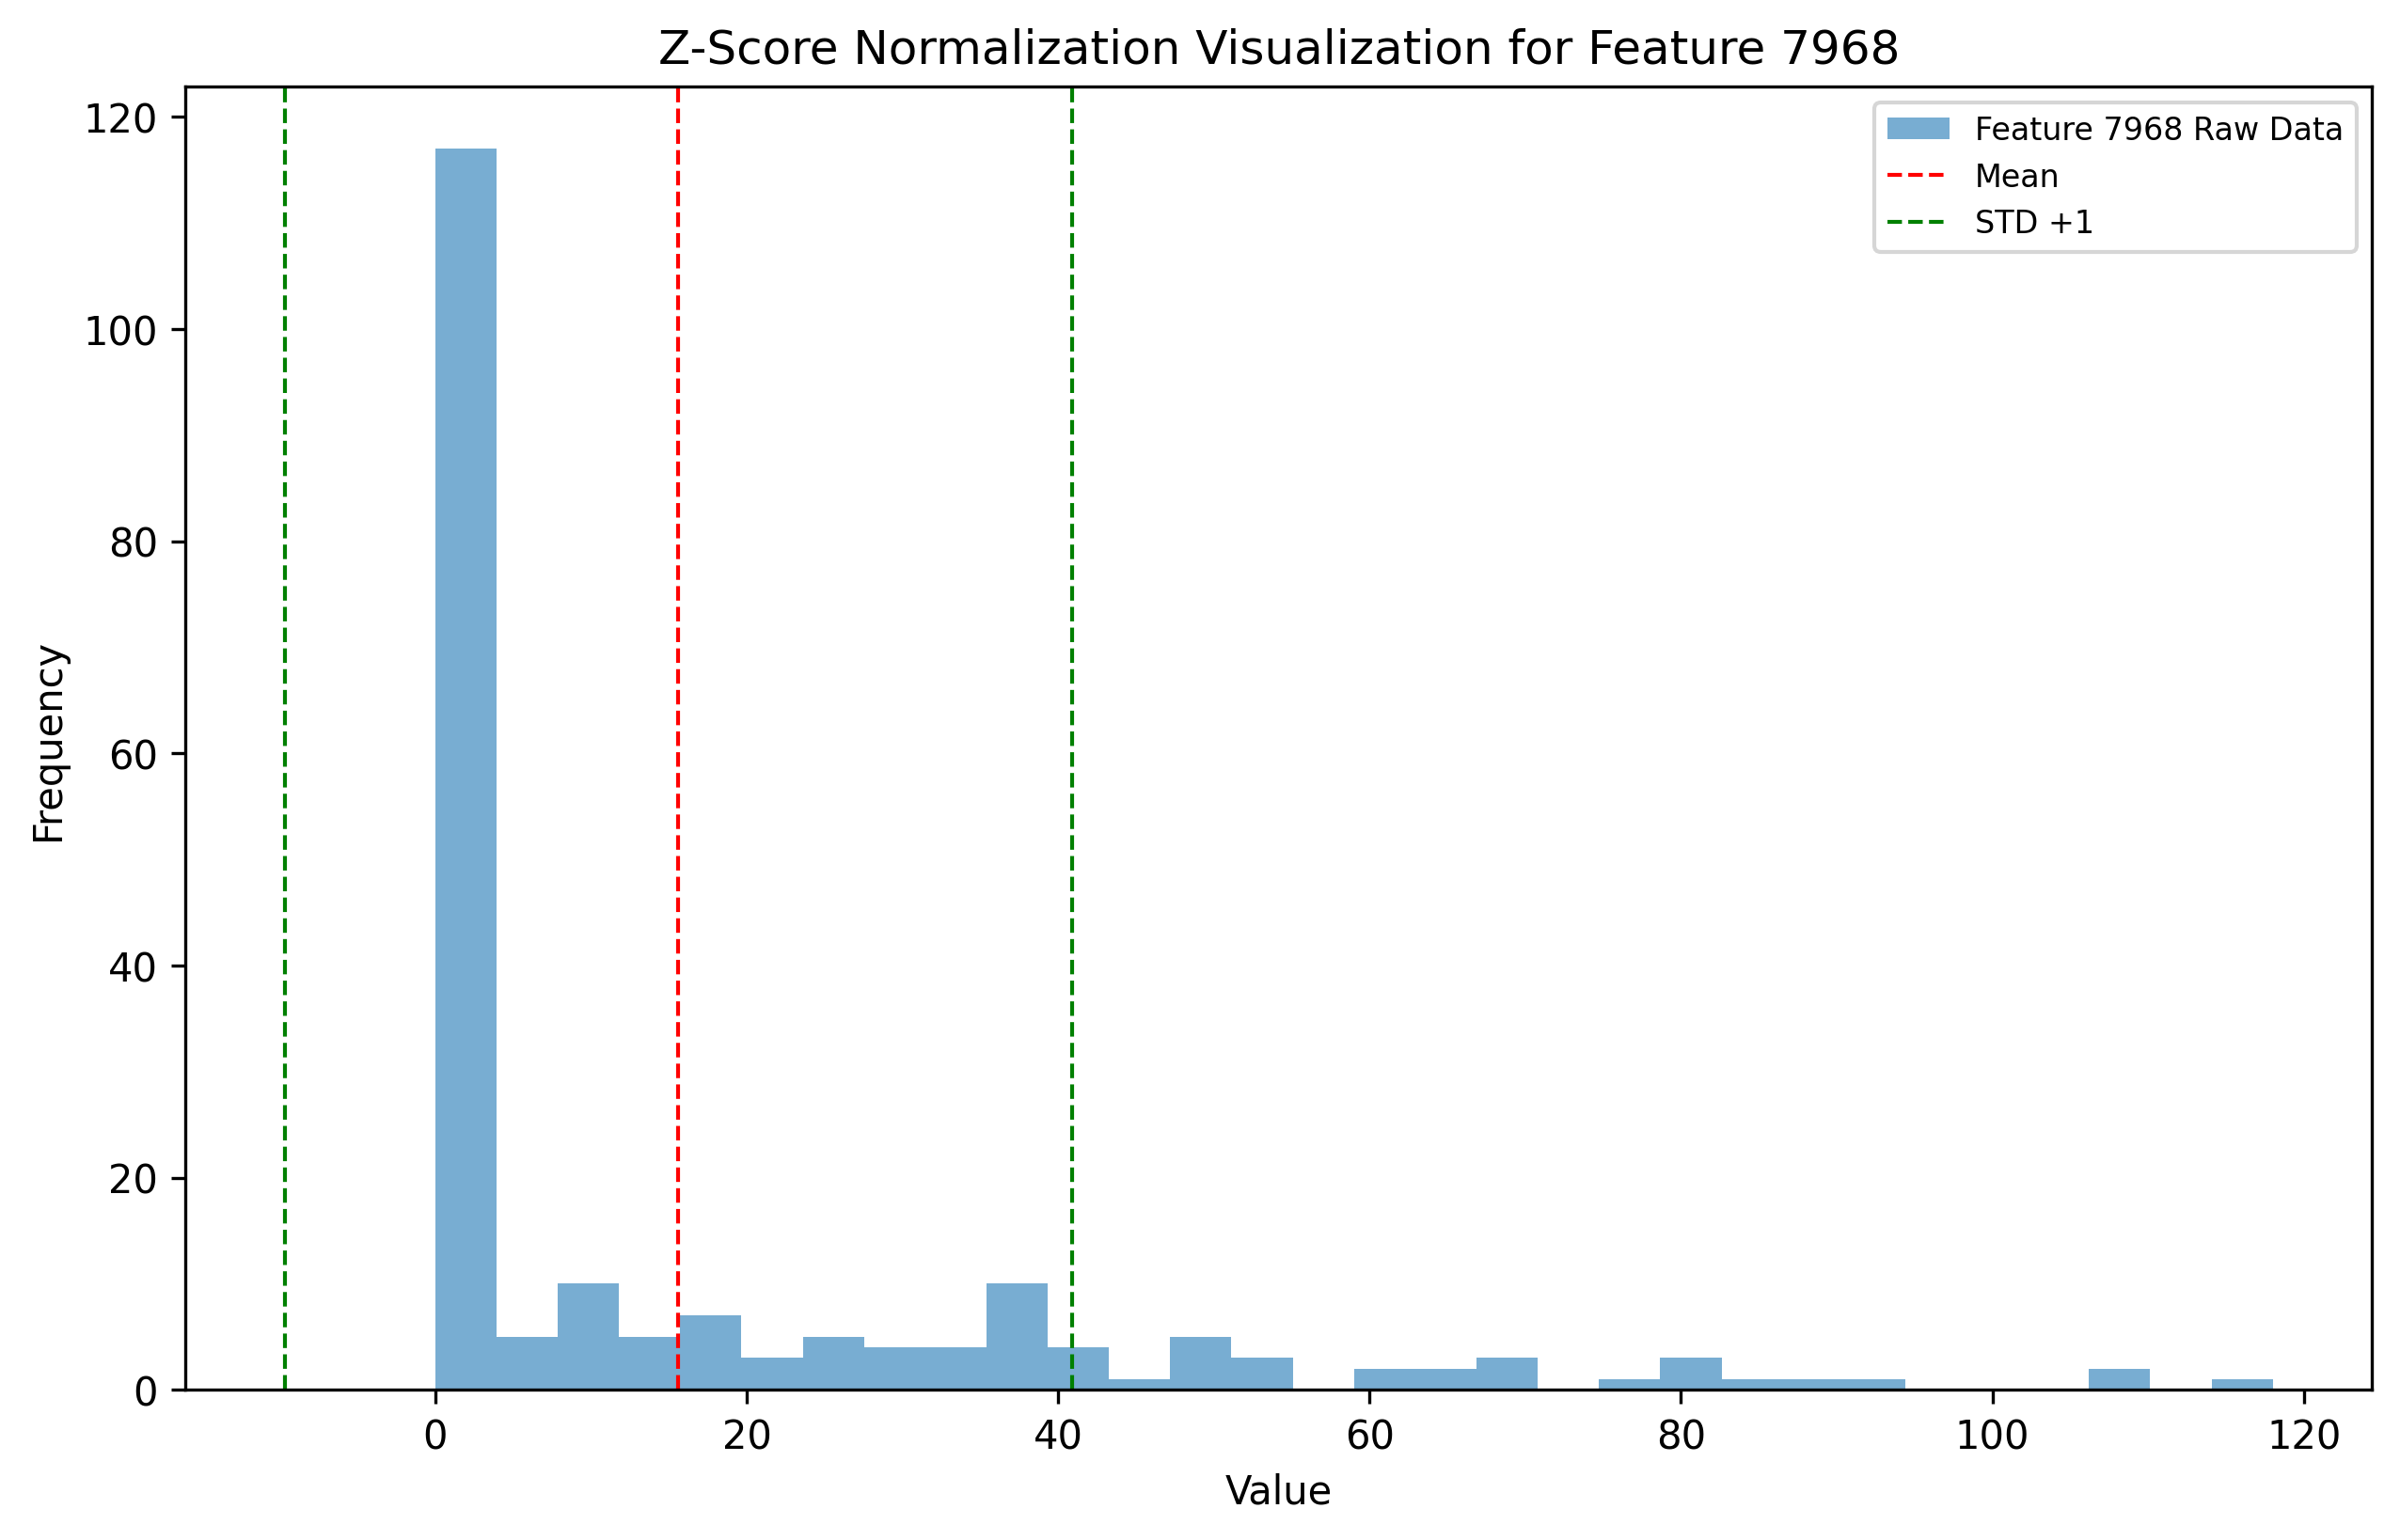 Z-Score Normalization Visualization for Feature 7968
Feature 7968 Raw Data
Mean
STD +1
120
100
80
60
40
20
0
Frequency
0 20 40 60 80 100 120
Value